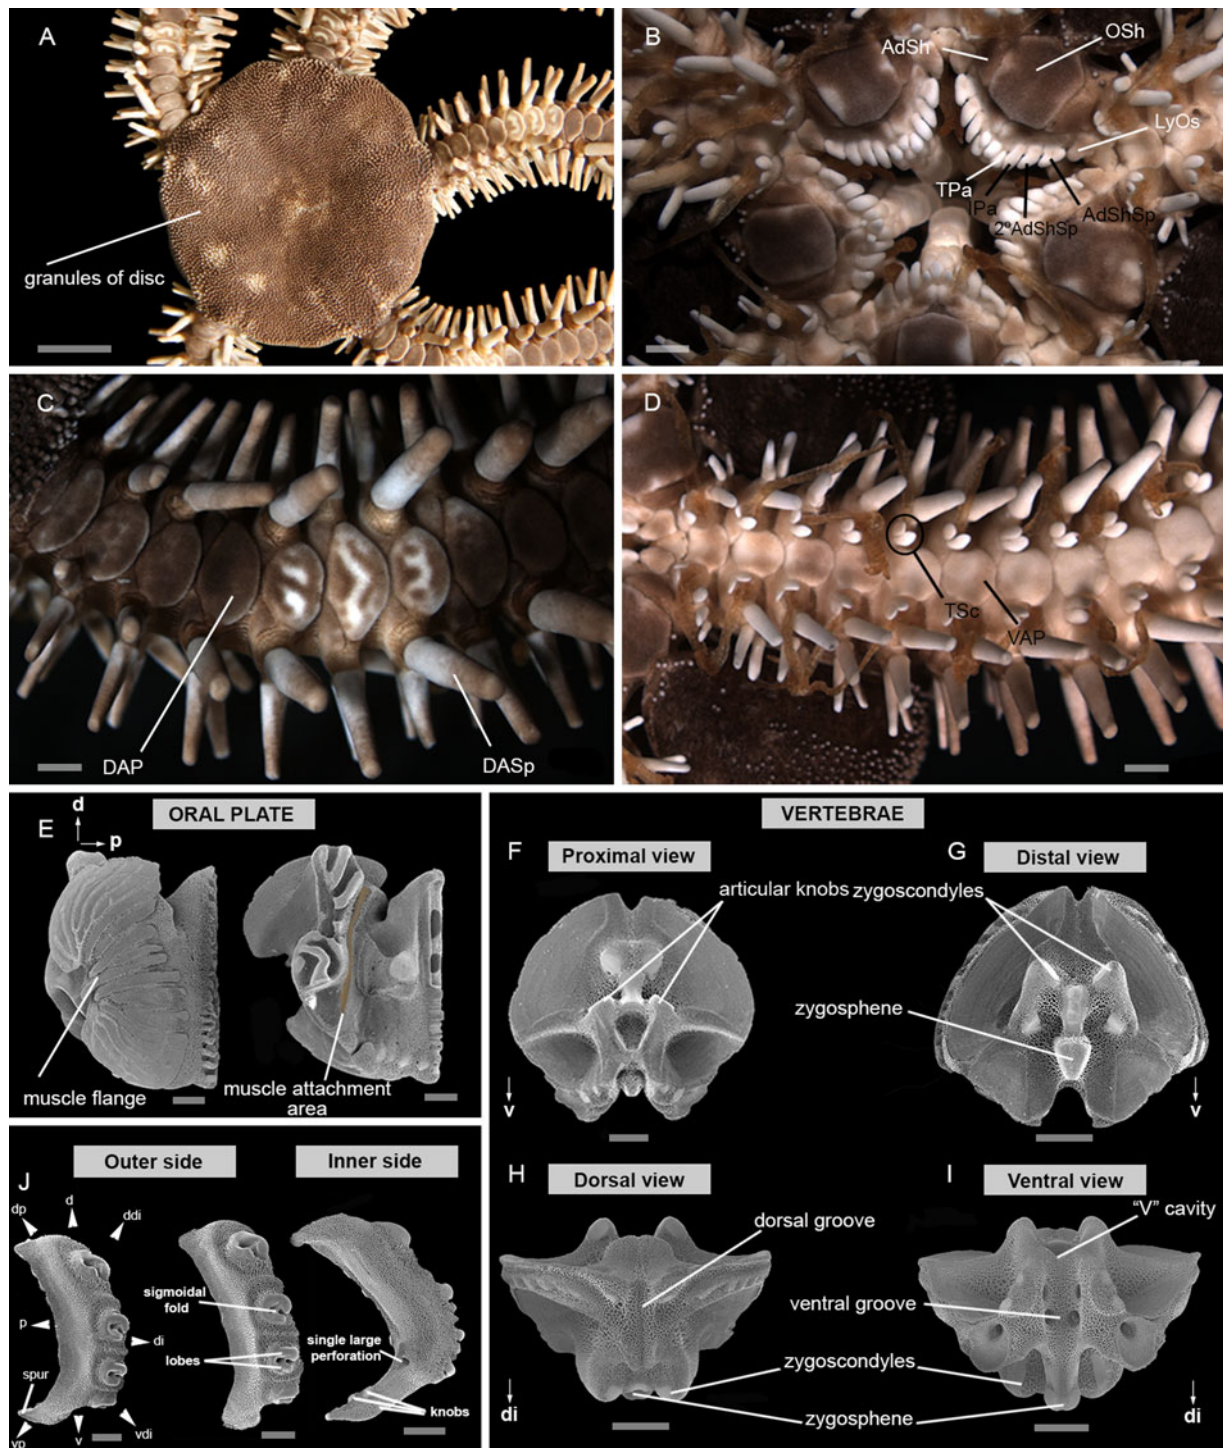 A
granules of disc
B
AdSh
OSh
LyOs
TPa
IPa
2ºAdShSp
AdShSp
C
DAP
DASp
D
TSc
VAP
E
d
p
ORAL PLATE
muscle flange
muscle attachment
area
VERTEBRAE
F
Proximal view
G
Distal view
articular knobs
zygoscondyles
zygosphene
v
v
H
Dorsal view
I
Ventral view
dorsal groove
"V" cavity
ventral groove
zygoscondyles
zygosphene
di
di
J
Outer side
Inner side
dp
d
ddi
p
di
spur
vp
v
vdi
sigmoidal
fold
lobes
single large
perforation
knobs